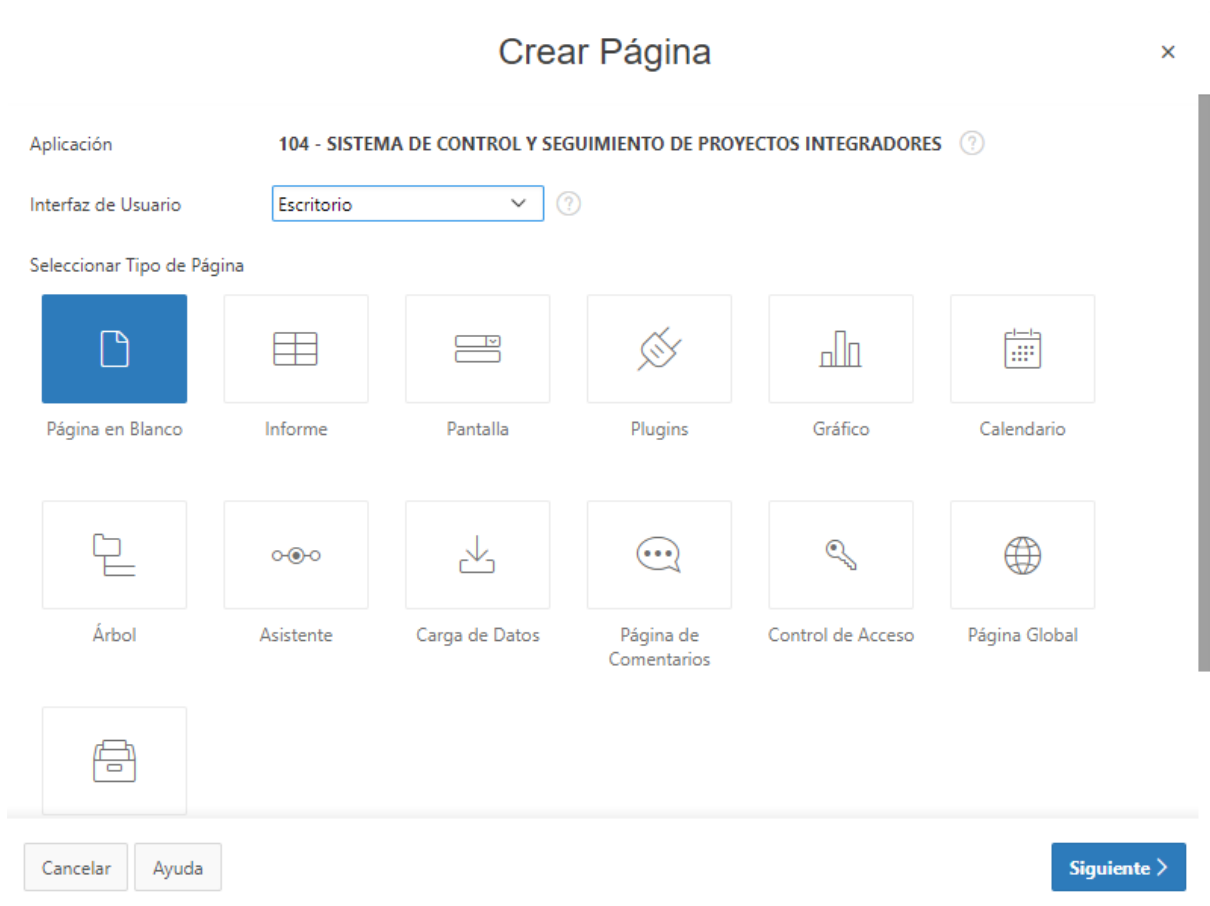 Crear Página
×
Aplicación 104 - SISTEMA DE CONTROL Y SEGUIMIENTO DE PROYECTOS INTEGRADORES ?
Interfaz de Usuario Escritorio ?
Seleccionar Tipo de Página
Página en Blanco Informe Pantalla Plugins Gráfico Calendario
Árbol Asistente Carga de Datos Página de Comentarios Control de Acceso Página Global
Cancelar Ayuda Siguiente